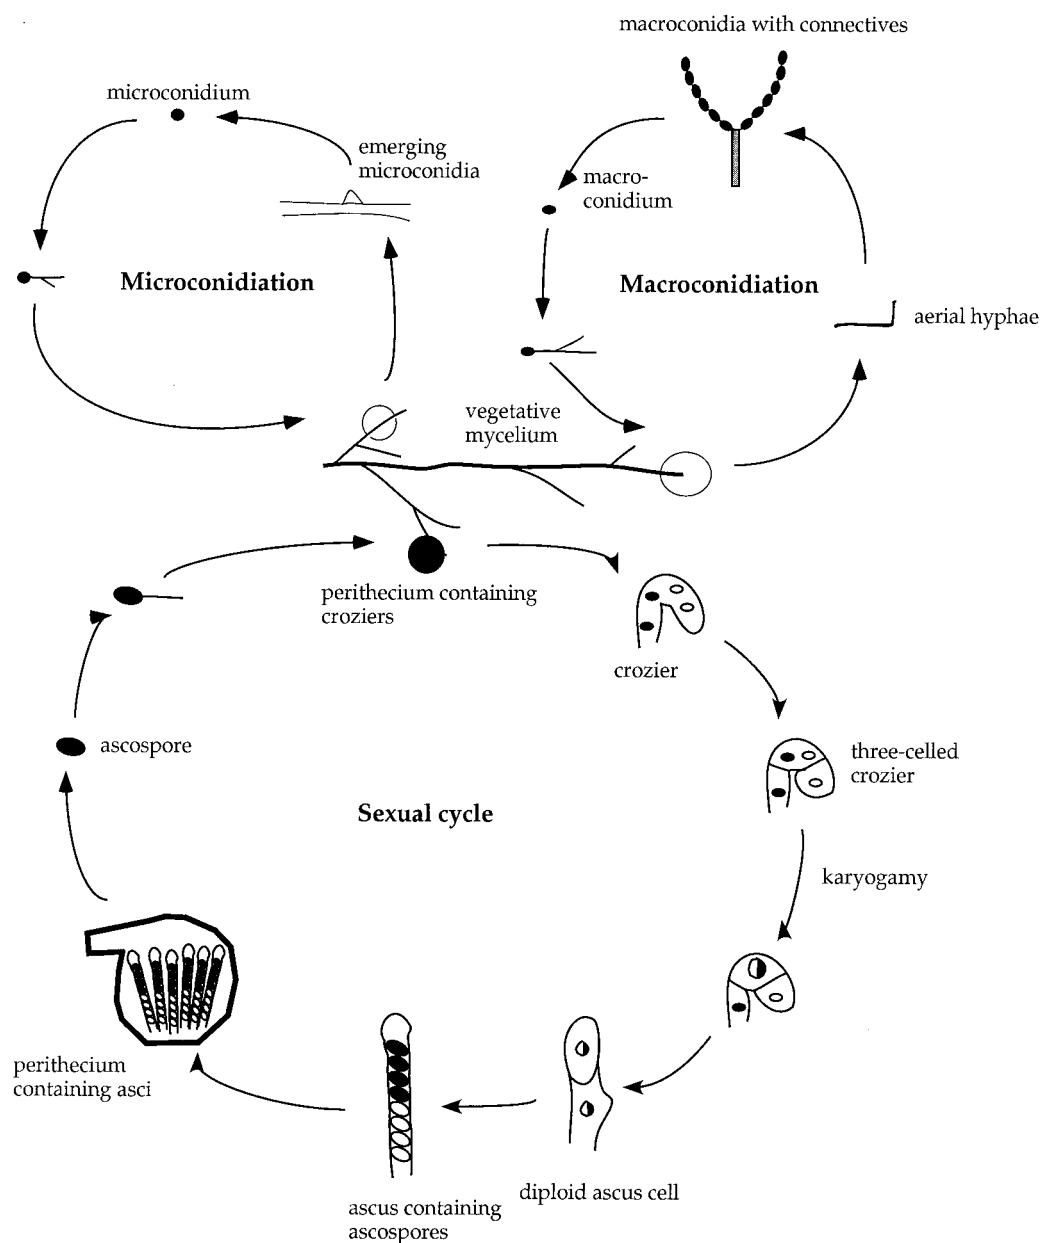 macroconidia with connectives
microconidium
emerging
microconidia
macro-
conidium
Microconidiation
Macroconidiation
aerial hyphae
vegetative
mycelium
perithecium containing
croziers
crozier
ascospore
three-celled
crozier
Sexual cycle
karyogamy
perithecium
containing asci
diploid ascus cell
ascus containing
ascospores